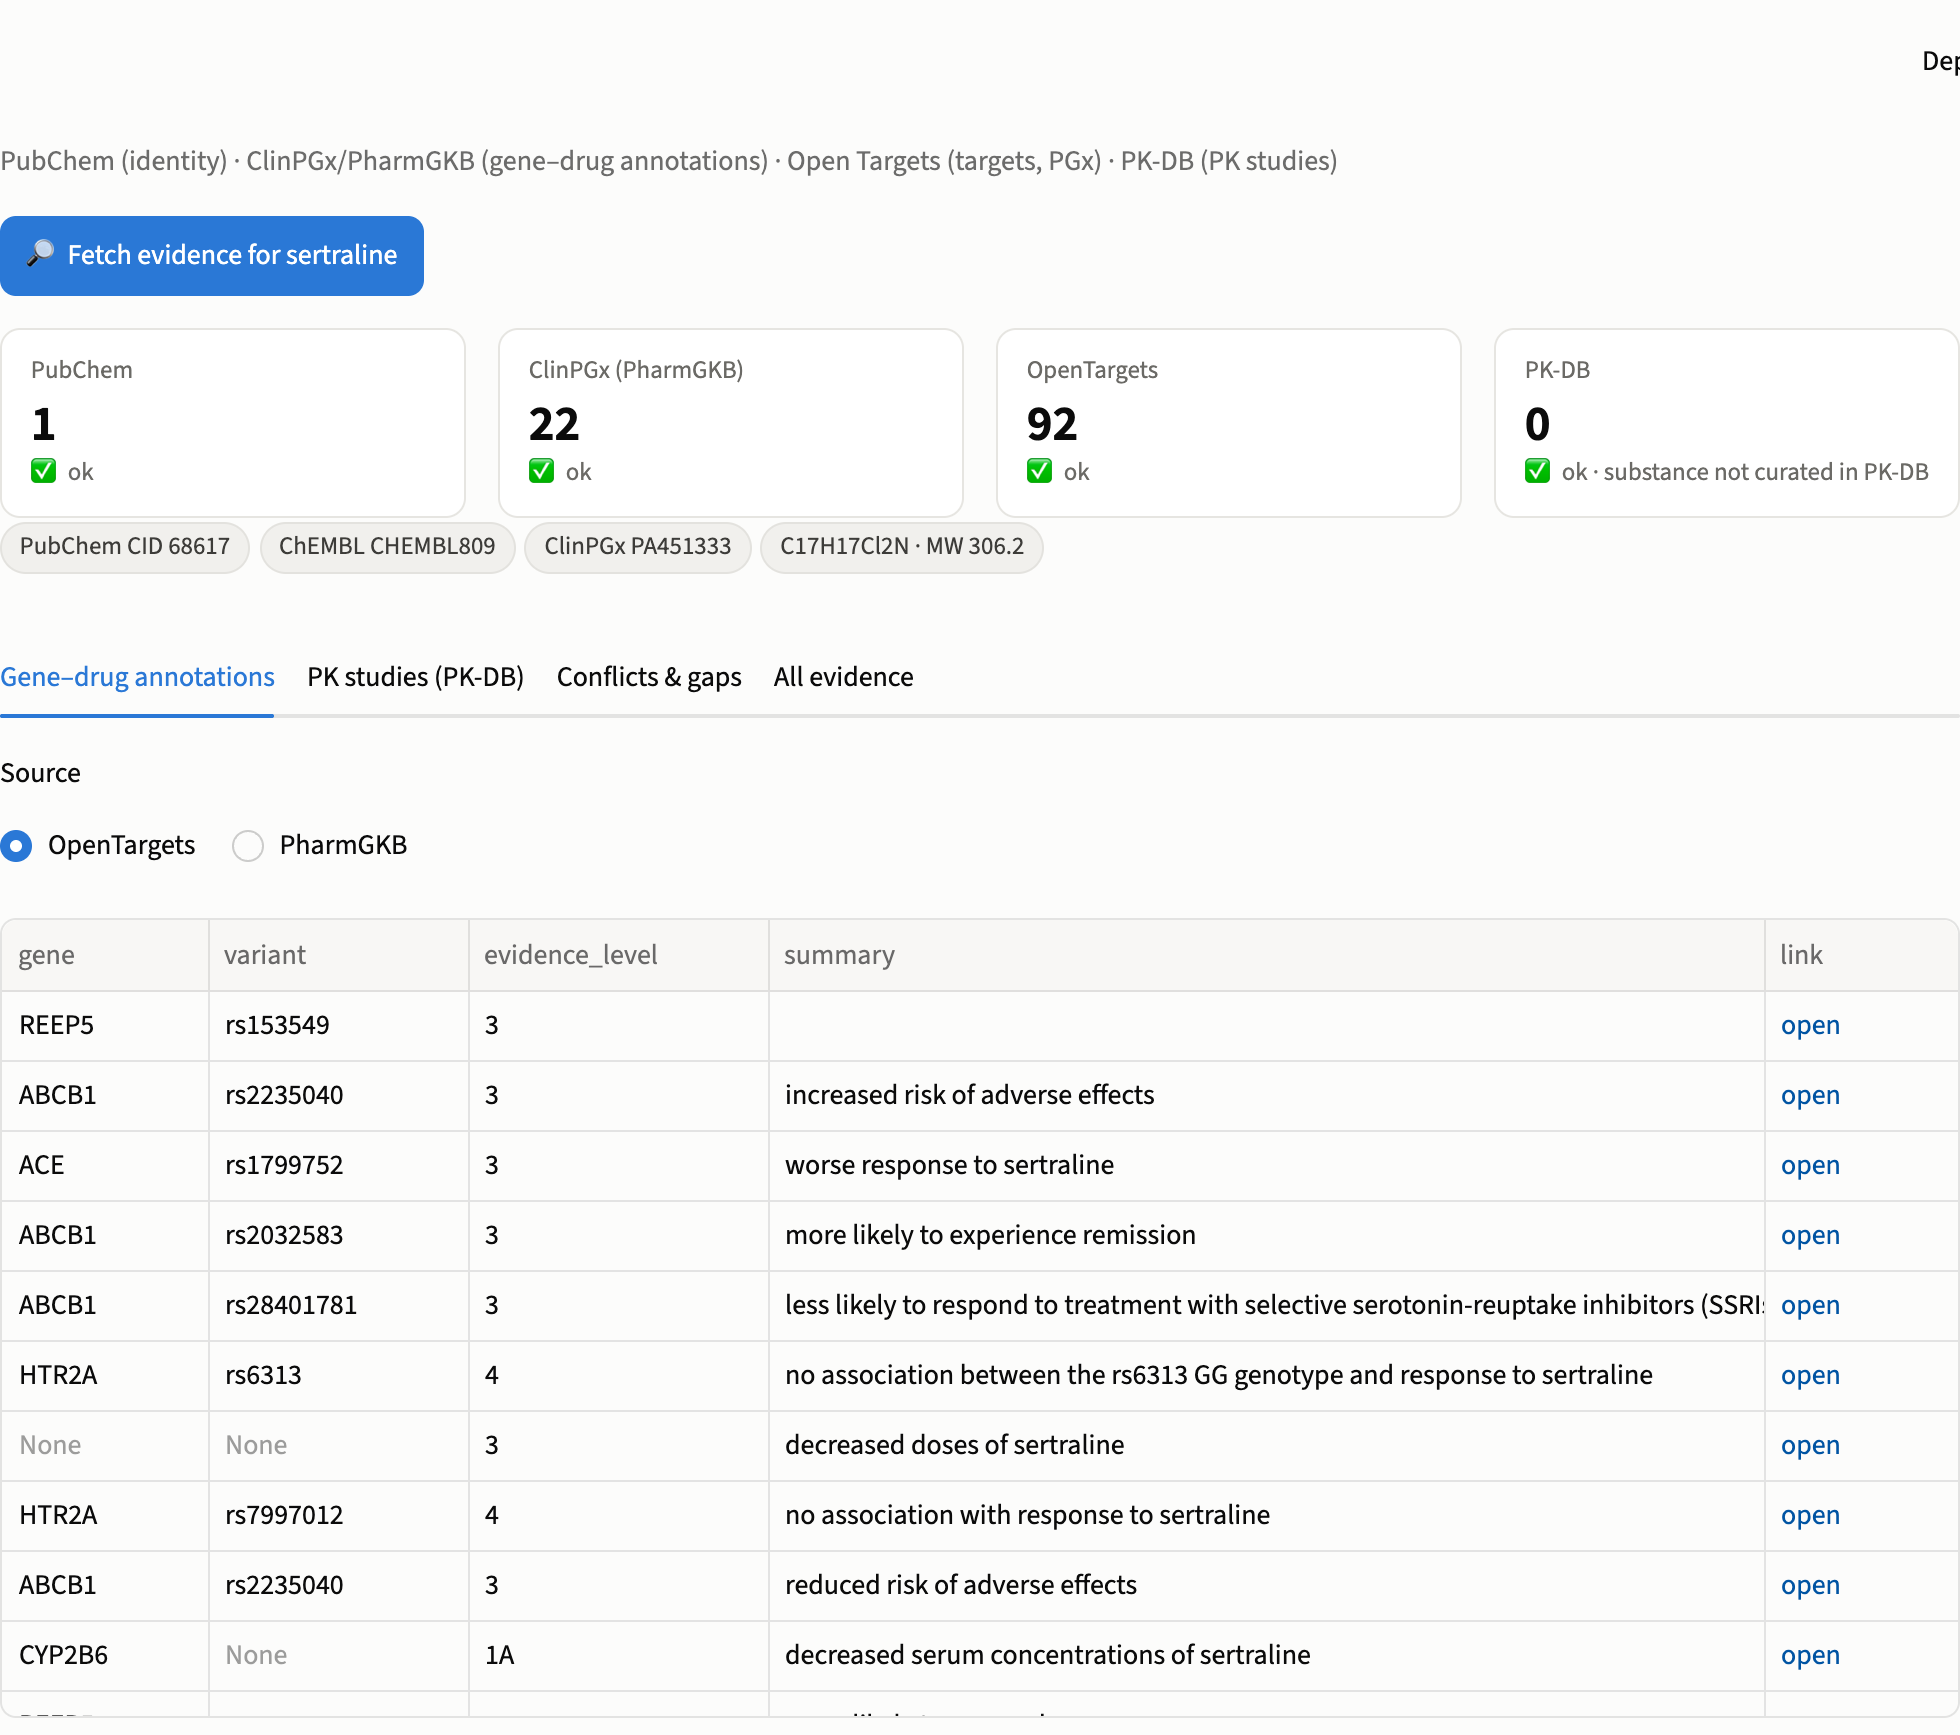 Dep
PubChem (identity) · ClinPGx/PharmGKB (gene–drug annotations) · Open Targets (targets, PGx) · PK-DB (PK studies)
🔎 Fetch evidence for sertraline
PubChem
1
✅ ok
ClinPGx (PharmGKB)
22
✅ ok
OpenTargets
92
✅ ok
PK-DB
0
✅ ok · substance not curated in PK-DB
PubChem CID 68617 ChEMBL CHEMBL809 ClinPGx PA451333 C17H17Cl2N · MW 306.2
Gene–drug annotations PK studies (PK-DB) Conflicts & gaps All evidence
Source
OpenTargets PharmGKB
gene variant evidence_level summary link
REEP5 rs153549 3 open
ABCB1 rs2235040 3 increased risk of adverse effects open
ACE rs1799752 3 worse response to sertraline open
ABCB1 rs2032583 3 more likely to experience remission open
ABCB1 rs28401781 3 less likely to respond to treatment with selective serotonin-reuptake inhibitors (SSRIs open
HTR2A rs6313 4 no association between the rs6313 GG genotype and response to sertraline open
None None 3 decreased doses of sertraline open
HTR2A rs7997012 4 no association with response to sertraline open
ABCB1 rs2235040 3 reduced risk of adverse effects open
CYP2B6 None 1A decreased serum concentrations of sertraline open